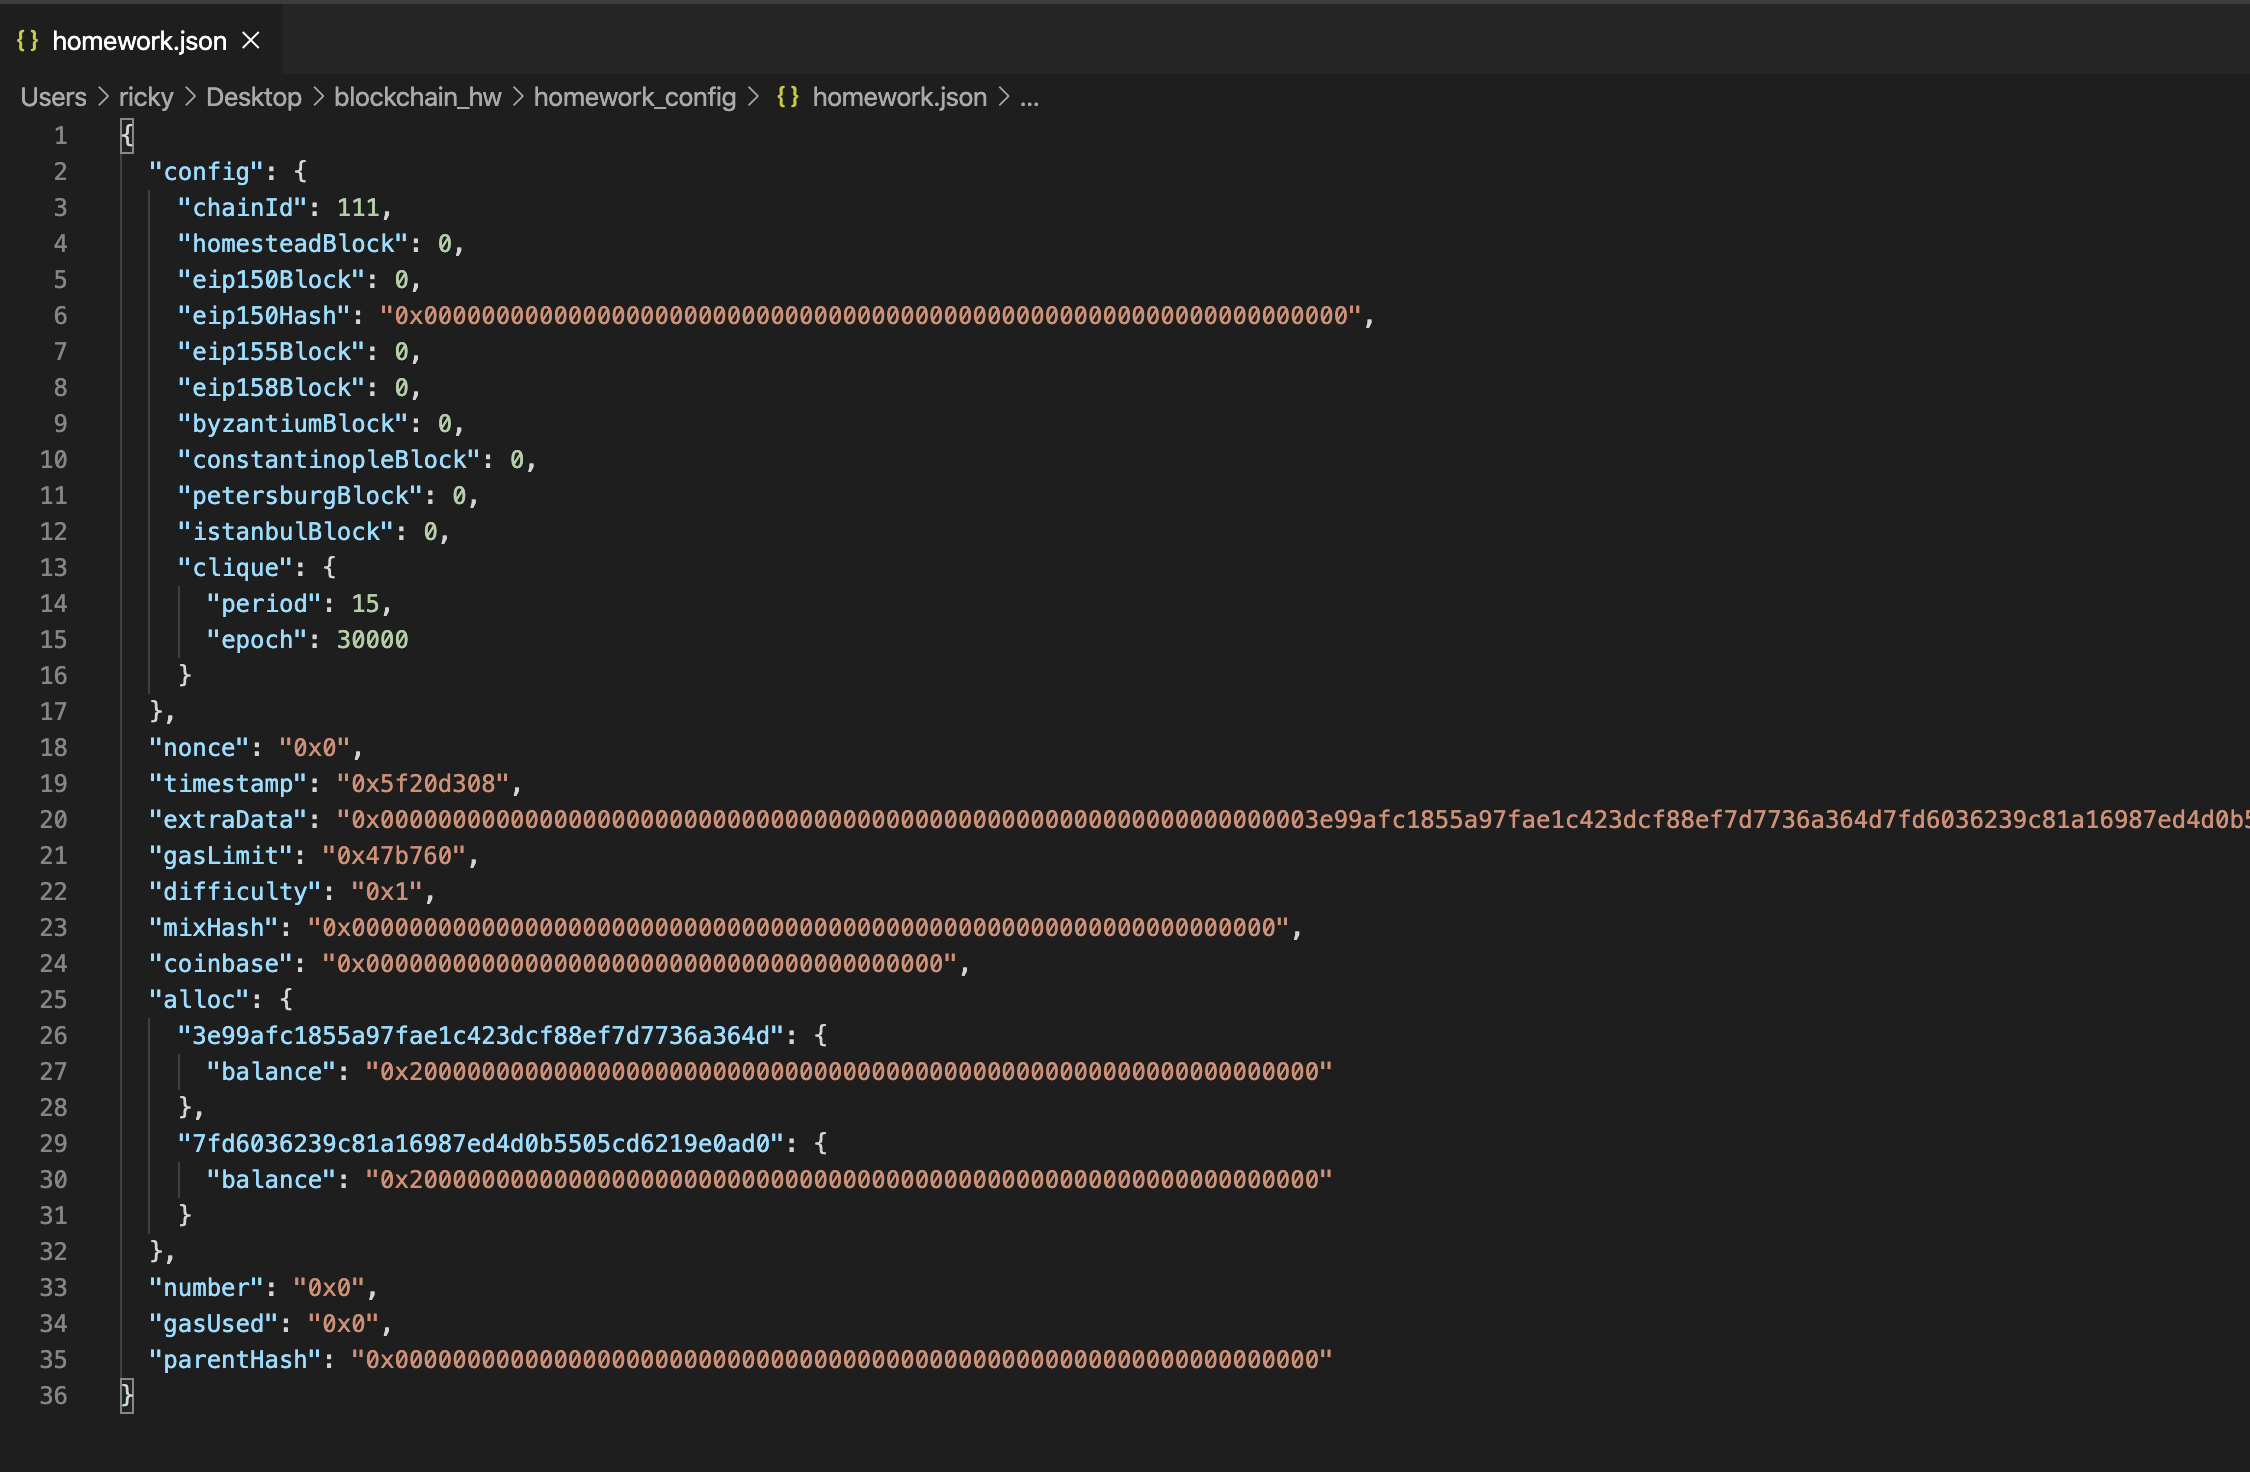 {} homework.json ×
Users > ricky > Desktop > blockchain_hw > homework_config > {} homework.json > ...
1 {
2 "config": {
3 "chainId": 111,
4 "homesteadBlock": 0,
5 "eip150Block": 0,
6 "eip150Hash": "0x0000000000000000000000000000000000000000000000000000000000000000",
7 "eip155Block": 0,
8 "eip158Block": 0,
9 "byzantiumBlock": 0,
10 "constantinopleBlock": 0,
11 "petersburgBlock": 0,
12 "istanbulBlock": 0,
13 "clique": {
14 "period": 15,
15 "epoch": 30000
16 }
17 },
18 "nonce": "0x0",
19 "timestamp": "0x5f20d308",
20 "extraData": "0x00000000000000000000000000000000000000000000000000000000000000003e99afc1855a97fae1c423dcf88ef7d7736a364d7fd6036239c81a16987ed4d0b5
21 "gasLimit": "0x47b760",
22 "difficulty": "0x1",
23 "mixHash": "0x0000000000000000000000000000000000000000000000000000000000000000",
24 "coinbase": "0x0000000000000000000000000000000000000000",
25 "alloc": {
26 "3e99afc1855a97fae1c423dcf88ef7d7736a364d": {
27 "balance": "0x200000000000000000000000000000000000000000000000000000000000000"
28 },
29 "7fd6036239c81a16987ed4d0b5505cd6219e0ad0": {
30 "balance": "0x200000000000000000000000000000000000000000000000000000000000000"
31 }
32 },
33 "number": "0x0",
34 "gasUsed": "0x0",
35 "parentHash": "0x0000000000000000000000000000000000000000000000000000000000000000"
36 }